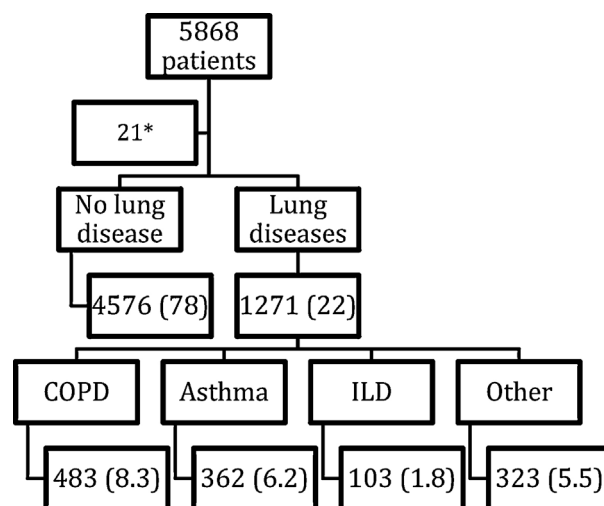 5868
patients
21*
No lung
disease
Lung
diseases
4576 (78)
1271 (22)
COPD
Asthma
ILD
Other
483 (8.3)
362 (6.2)
103 (1.8)
323 (5.5)